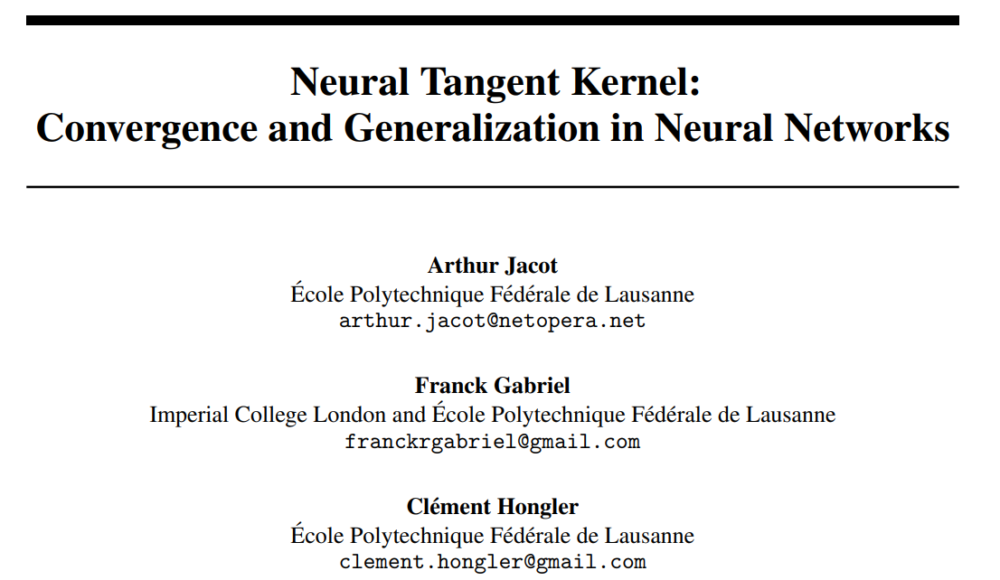 Neural Tangent Kernel:
Convergence and Generalization in Neural Networks
Arthur Jacot
École Polytechnique Fédérale de Lausanne
arthur.jacot@netopera.net
Franck Gabriel
Imperial College London and École Polytechnique Fédérale de Lausanne
franckrgabriel@gmail.com
Clément Hongler
École Polytechnique Fédérale de Lausanne
clement.hongler@gmail.com